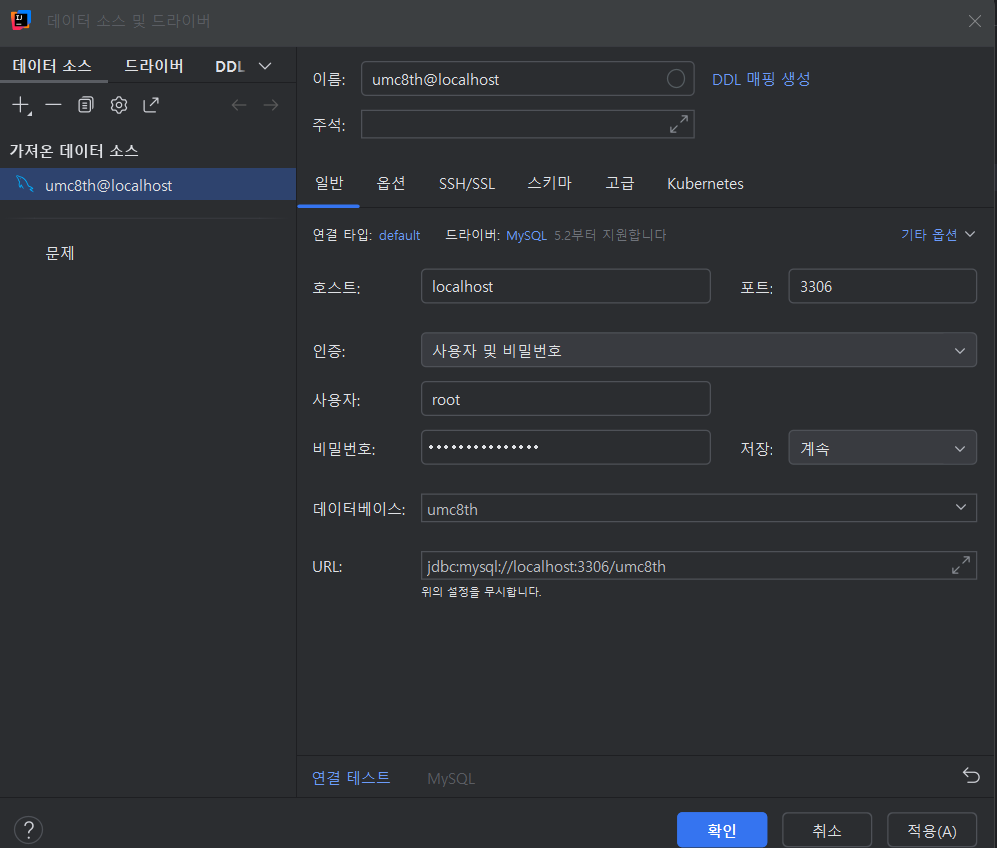 데이터 소스 및 드라이버
데이터 소스 드라이버 DDL
가져온 데이터 소스
umc8th@localhost
문제
이름: umc8th@localhost DDL 매핑 생성
주석:
일반 옵션 SSH/SSL 스키마 고급 Kubernetes
연결 타입: default 드라이버: MySQL 5.2부터 지원합니다 기타 옵션
호스트: localhost 포트: 3306
인증: 사용자 및 비밀번호
사용자: root
비밀번호: •••••••••••••• 저장: 계속
데이터베이스: umc8th
URL: jdbc:mysql://localhost:3306/umc8th
위의 설정을 무시합니다.
연결 테스트 MySQL
? 확인 취소 적용(A)